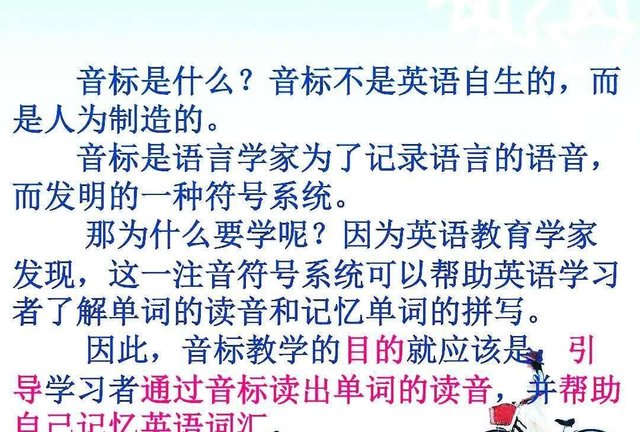 音标是什么？音标不是英语自生的，而
是人为制造的。
音标是语言学家为了记录语言的语音，
而发明的一种符号系统。
那为什么要学呢？因为英语教育学家
发现，这一注音符号系统可以帮助英语学习
者了解单词的读音和记忆单词的拼写。
因此，音标教学的目的就应该是：引
导学习者通过音标读出单词的读音，并帮助
自己记忆英语词汇。